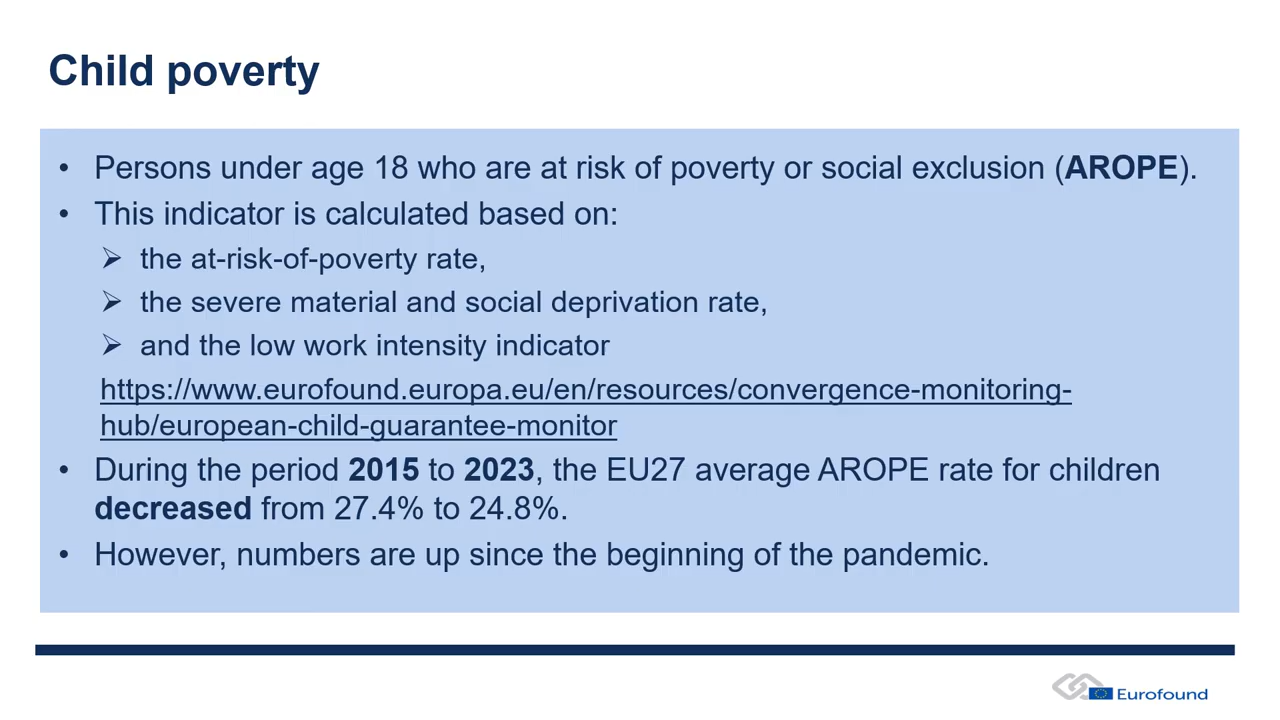 Child poverty
• Persons under age 18 who are at risk of poverty or social exclusion (AROPE).
• This indicator is calculated based on:
➢ the at-risk-of-poverty rate,
➢ the severe material and social deprivation rate,
➢ and the low work intensity indicator
https://www.eurofound.europa.eu/en/resources/convergence-monitoring-
hub/european-child-guarantee-monitor
• During the period 2015 to 2023, the EU27 average AROPE rate for children
decreased from 27.4% to 24.8%.
• However, numbers are up since the beginning of the pandemic.
Eurofound